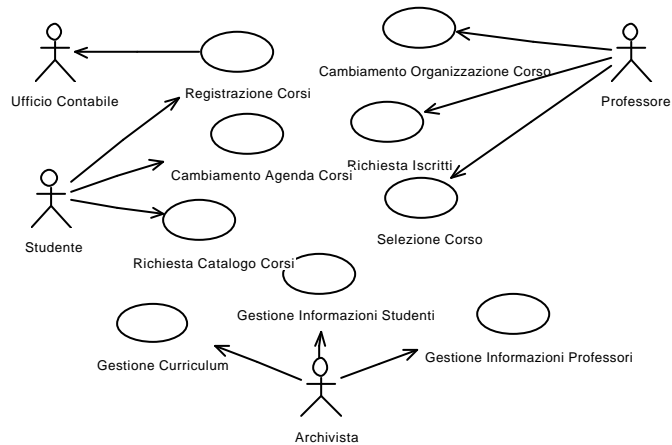 Cambiamento Organizzazione Corso
Ufficio Contabile
Registrazione Corsi
Professore
Richiesta Iscritti
Cambiamento Agenda Corsi
Studente
Selezione Corso
Richiesta Catalogo Corsi
Gestione Informazioni Studenti
Gestione Curriculum
Gestione Informazioni Professori
Archivista